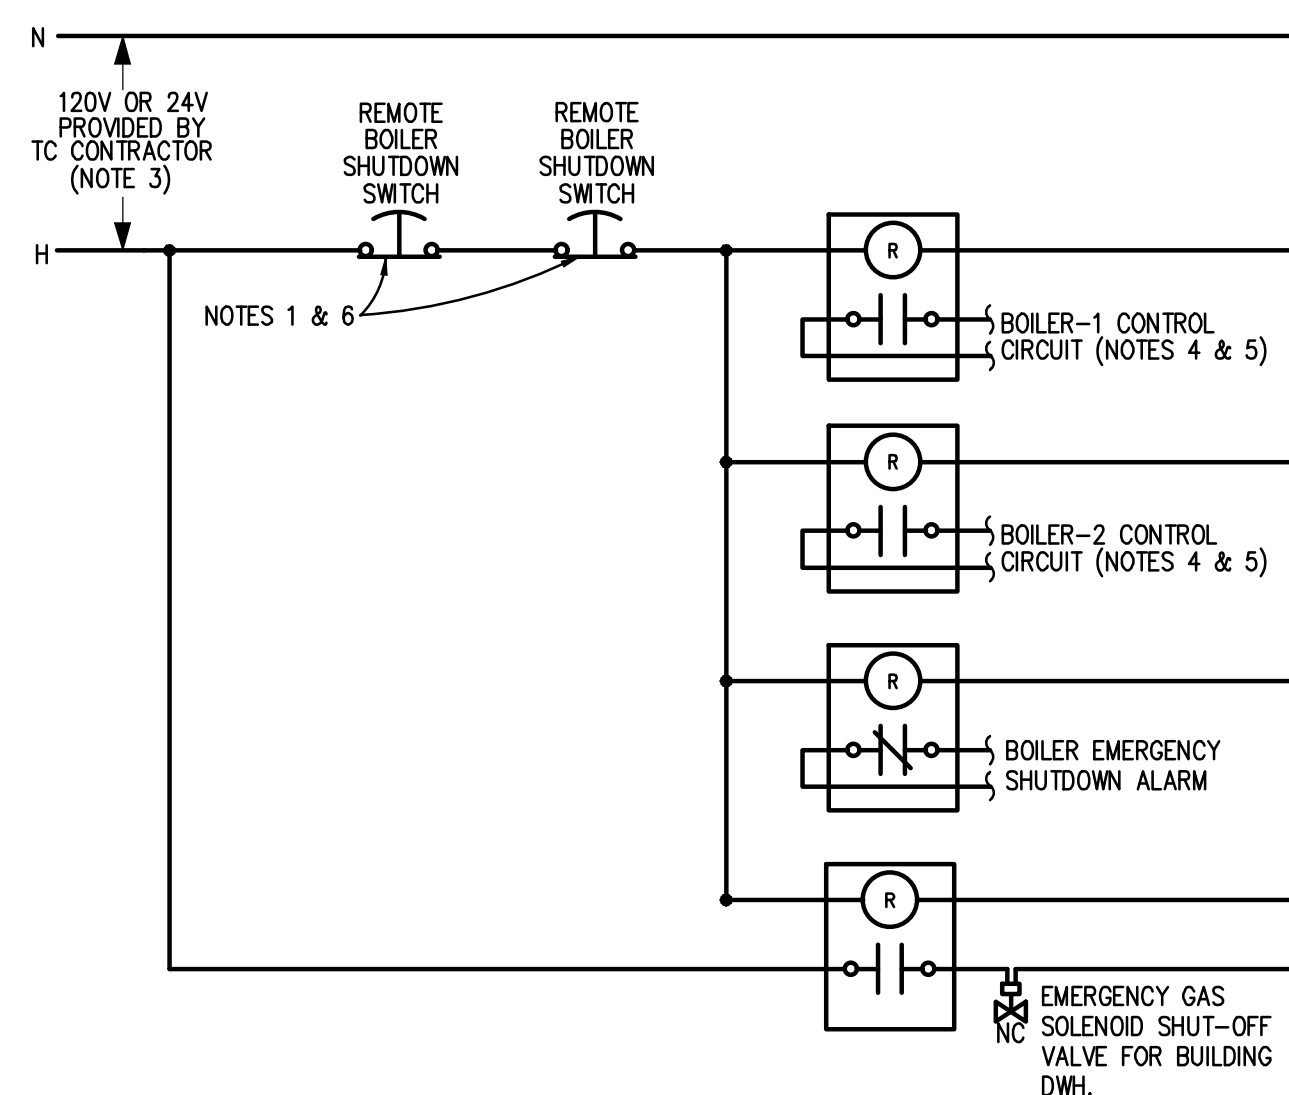 N
120V OR 24V
PROVIDED BY
TC CONTRACTOR
(NOTE 3)
H
REMOTE
BOILER
SHUTDOWN
SWITCH
REMOTE
BOILER
SHUTDOWN
SWITCH
NOTES 1 & 6
R
BOILER-1 CONTROL
CIRCUIT (NOTES 4 & 5)
R
BOILER-2 CONTROL
CIRCUIT (NOTES 4 & 5)
R
BOILER EMERGENCY
SHUTDOWN ALARM
R
NC
EMERGENCY GAS
SOLENOID SHUT-OFF
VALVE FOR BUILDING
DWH.